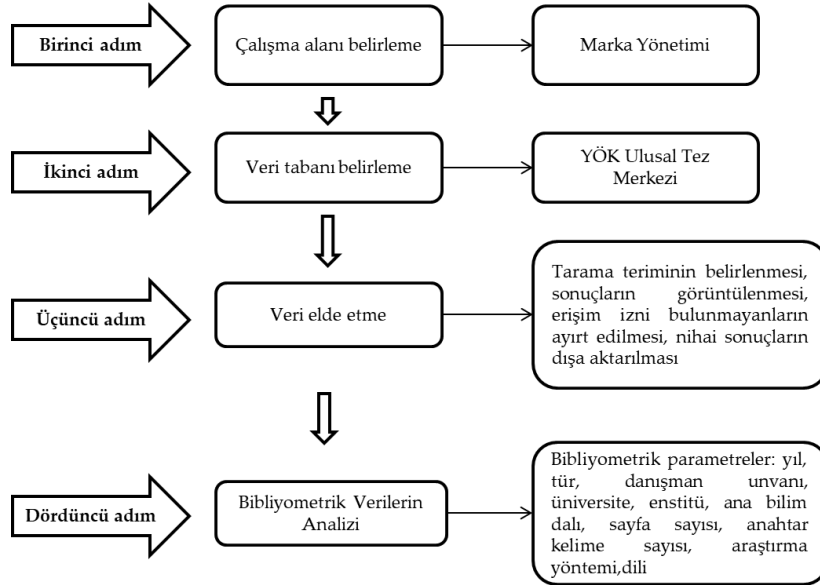 Birinci adım
Çalışma alanı belirleme
Marka Yönetimi
İkinci adım
Veri tabanı belirleme
YÖK Ulusal Tez
Merkezi
Üçüncü adım
Veri elde etme
Tarama teriminin belirlenmesi,
sonuçların görüntülenmesi,
erişim izni bulunmayanların
ayırt edilmesi, nihai sonuçların
dışa aktarılması
Dördüncü adım
Bibliyometrik Verilerin
Analizi
Bibliyometrik parametreler: yıl,
tür, danışman unvanı,
üniversite, enstitü, ana bilim
dalı, sayfa sayısı, anahtar
kelime sayısı, araştırma
yöntemi,dili